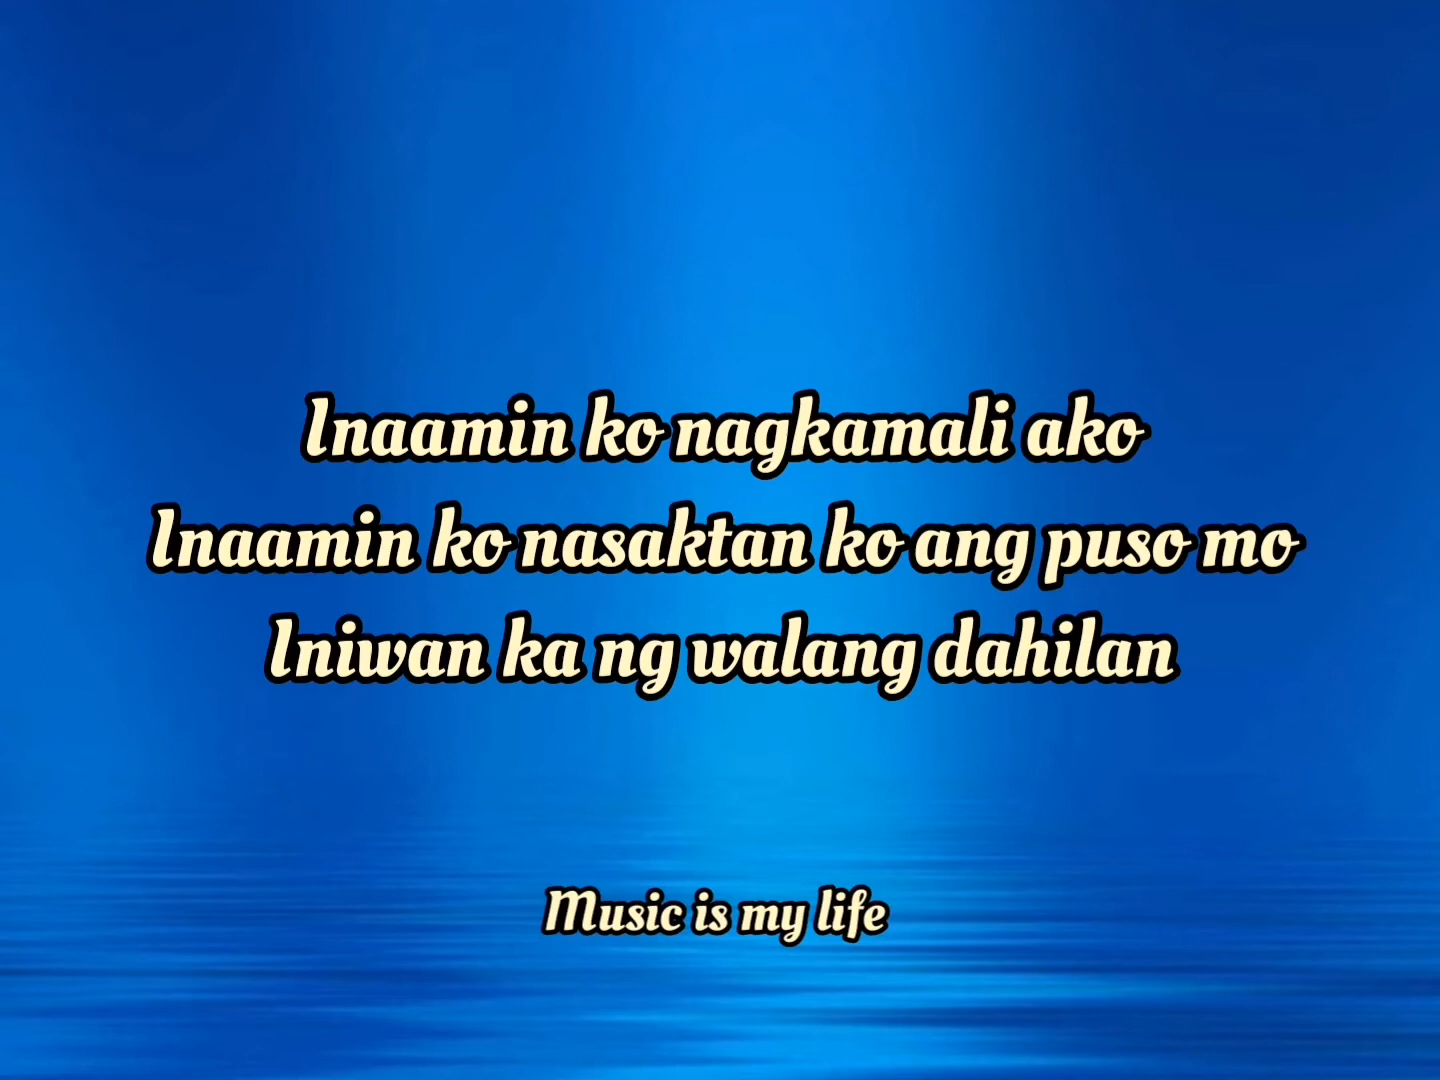 Inaamin ko nagkamali ako
Inaamin ko nasaktan ko ang puso mo
Iniwan ka ng walang dahilan
Music is my life